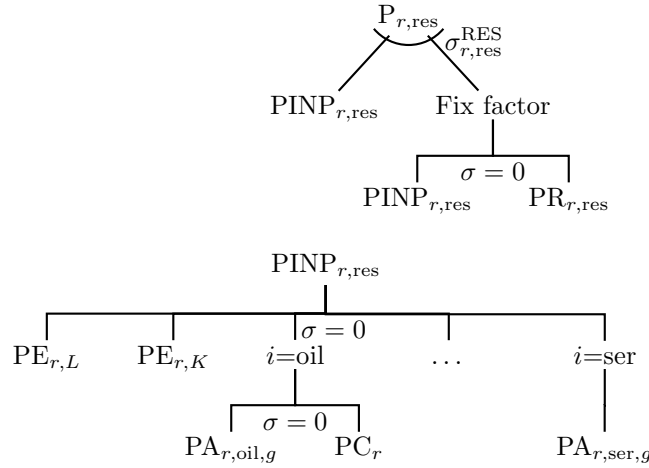 P_{r,res}
σ_{r,res}^{RES}
PINP_{r,res} Fix factor
σ = 0
PINP_{r,res} PR_{r,res}
PINP_{r,res}
σ = 0
PE_{r,L} PE_{r,K} i=oil ... i=ser
σ = 0
PA_{r,oil,g} PC_r PA_{r,ser,g}